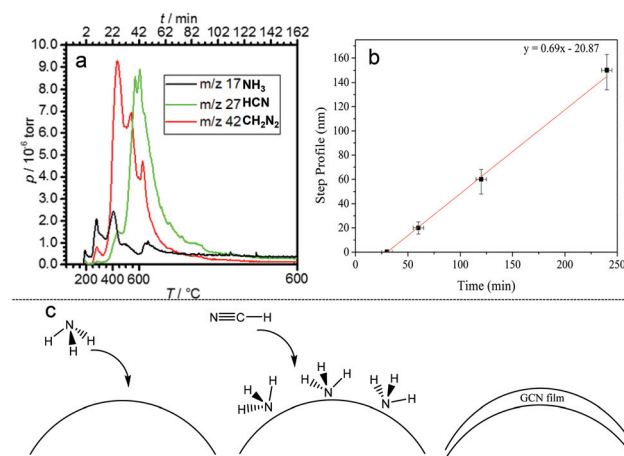 t / min
2 22 42 62 82 102 122 142 162
a
m/z 17 NH3
m/z 27 HCN
m/z 42 CH2N2
p / 10-6 torr
10.0
9.0
8.0
7.0
6.0
5.0
4.0
3.0
2.0
1.0
0.0
200 400 600 600
T / °C
b
y = 0.69x - 20.87
Step Profile (nm)
160
140
120
100
80
60
40
20
0
0 50 100 150 200 250
Time (min)
c
N
H H
H
N C H
H
N H
H
H
N H
H
H
N H
H
GCN film